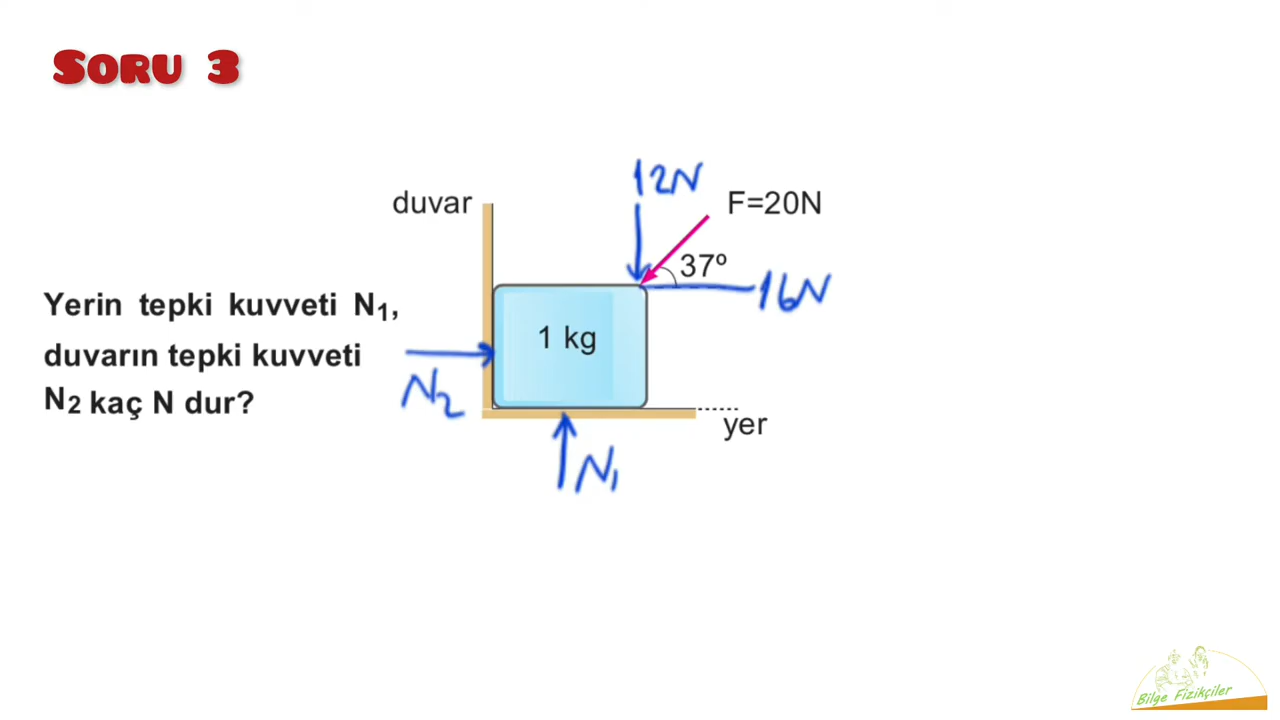 SORU 3
12N
duvar
F=20N
37º
16N
Yerin tepki kuvveti N1,
1 kg
duvarın tepki kuvveti
N2
N2 kaç N dur?
yer
N1
Bilge Fizikçiler